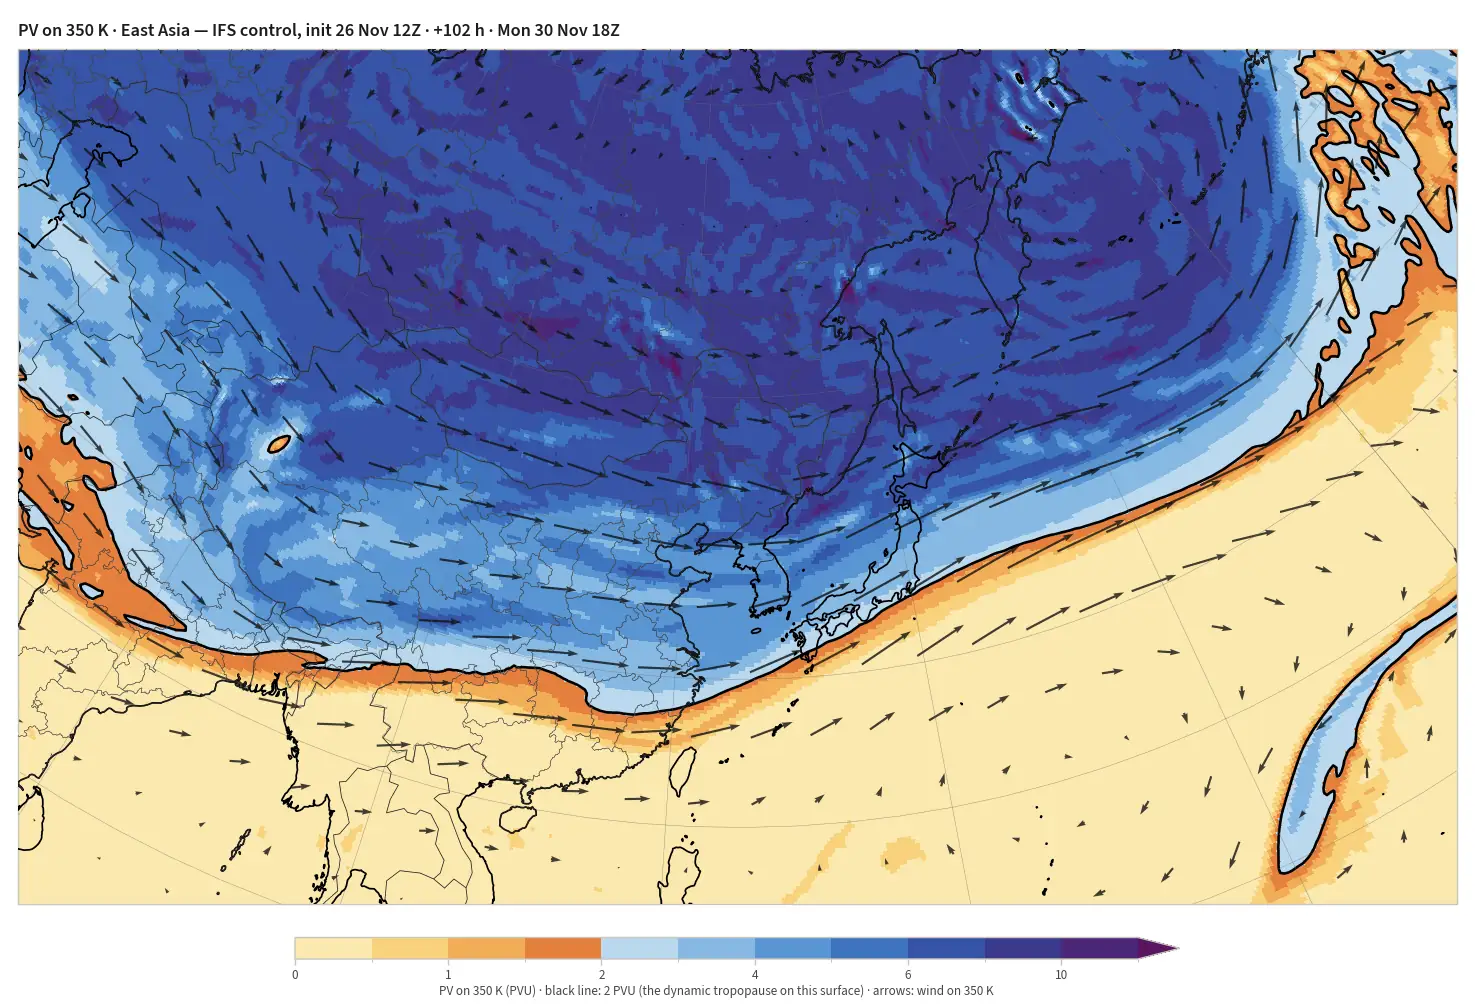 PV on 350 K · East Asia — IFS control, init 26 Nov 12Z · +102 h · Mon 30 Nov 18Z
0 1 2 4 6 10
PV on 350 K (PVU) · black line: 2 PVU (the dynamic tropopause on this surface) · arrows: wind on 350 K